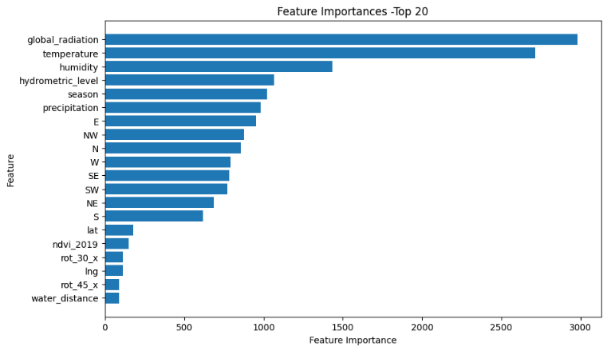 Feature Importances -Top 20
global_radiation
temperature
humidity
hydrometric_level
season
precipitation
E
NW
N
W
SE
SW
NE
S
lat
ndvi_2019
rot_30_x
lng
rot_45_x
water_distance
Feature
0 500 1000 1500 2000 2500 3000
Feature Importance